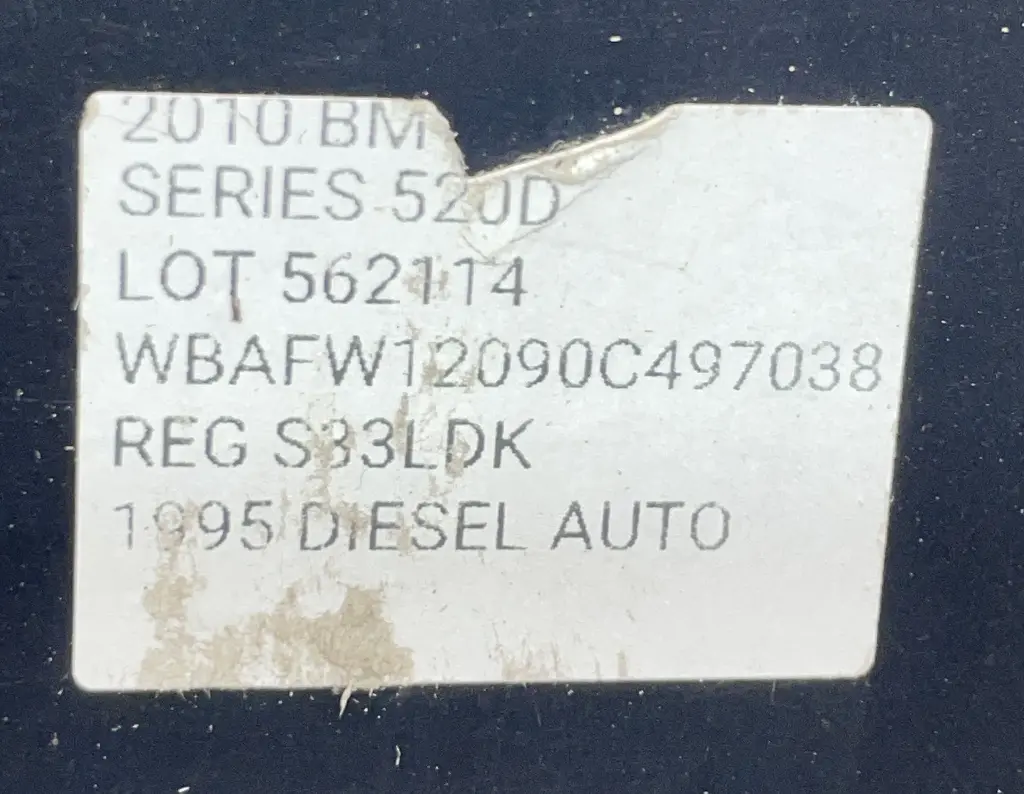 2010 BM
SERIES 520D
LOT 562114
WBAFW12090C497038
REG S33LDK
1995 DIESEL AUTO